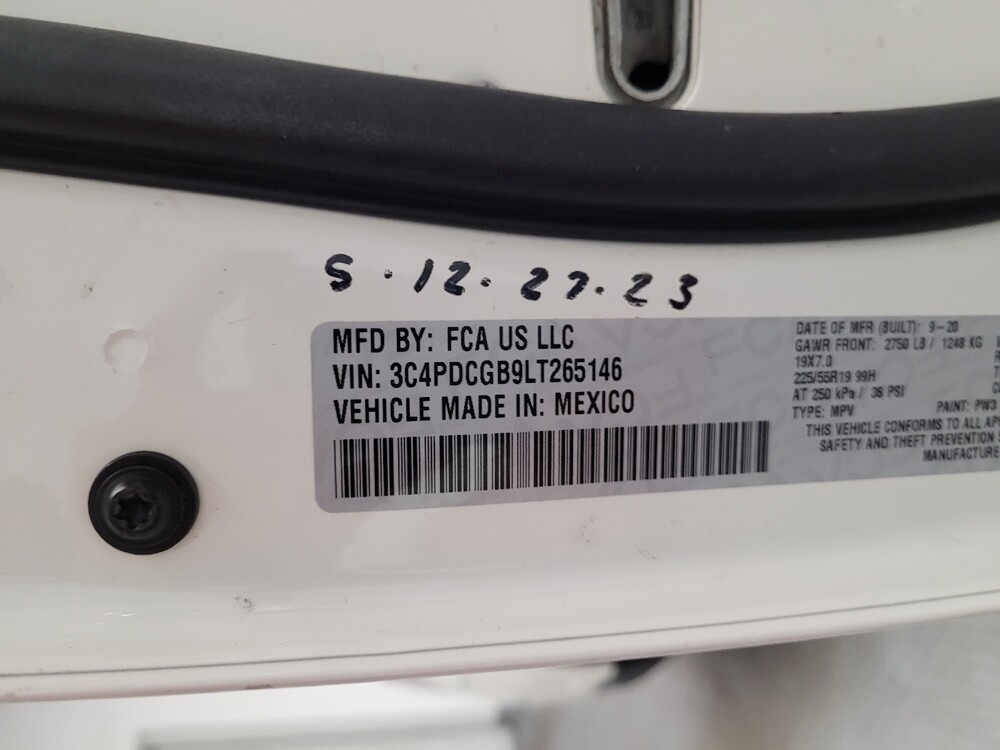 S.12.27.23
MFD BY: FCA US LLC
VIN: 3C4PDCGB9LT265146
VEHICLE MADE IN: MEXICO
DATE OF MFR (BUILT): 9-20
GAWR FRONT: 2750 LB / 1248 KG
19X7.0
225/55R19 99H
AT 250 kPa / 36 PSI
TYPE: MPV PAINT: PW3
THIS VEHICLE CONFORMS TO ALL
SAFETY AND THEFT PREVENTION
MANUFACTURE